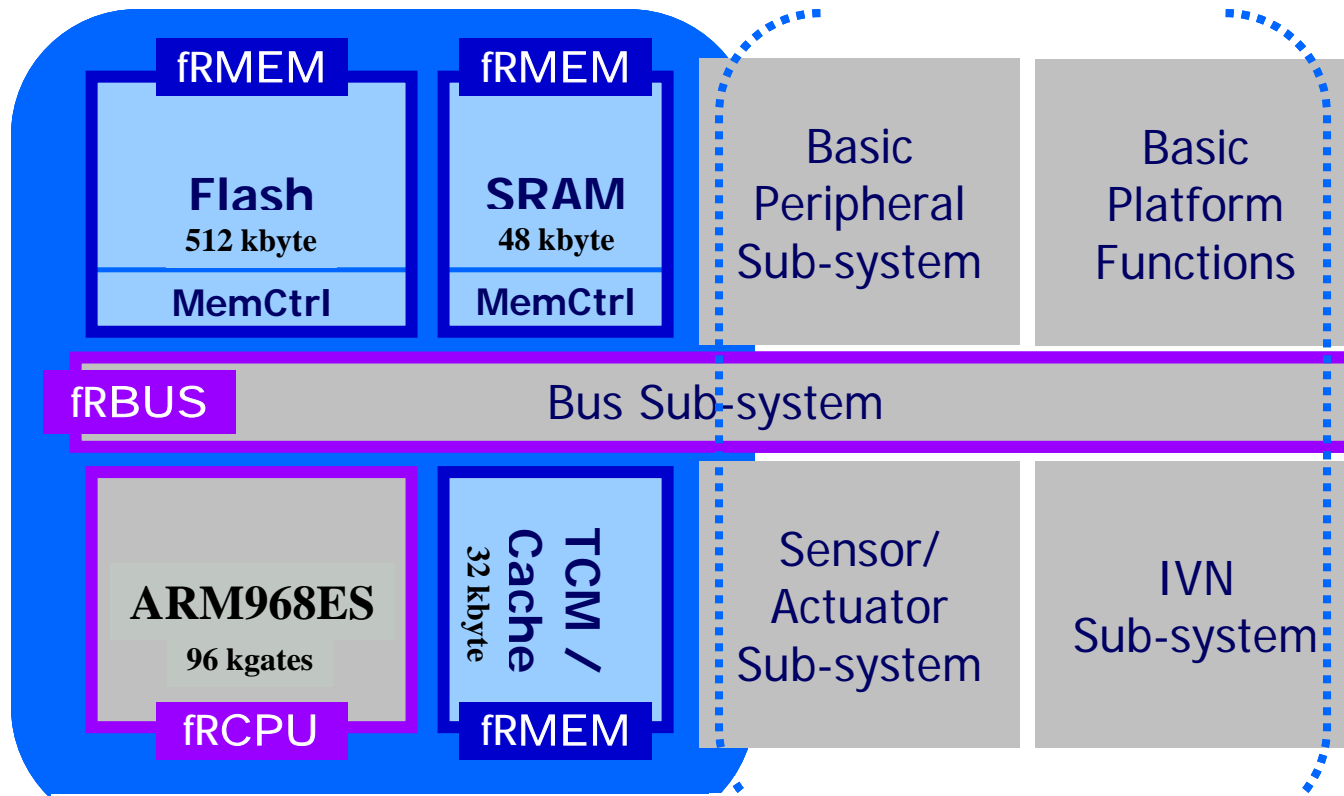 fRMEM
Flash
512 kbyte
MemCtrl
fRMEM
SRAM
48 kbyte
MemCtrl
Basic
Peripheral
Sub-system
Basic
Platform
Functions
fRBUS
Bus Sub-system
ARM968ES
96 kgates
fRCPU
TCM /
Cache
32 kbyte
fRMEM
Sensor/
Actuator
Sub-system
IVN
Sub-system